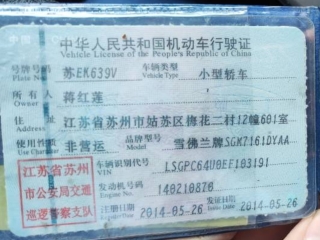 中华人民共和国机动车行驶证
Vehicle License of the People's Republic of China
号牌号码 苏EK639V 车辆类型 小型轿车
Plate No. Vehicle Type
所有人 蒋红莲
Owner
住址 江苏省苏州市姑苏区梅花二村12幢601室
Address
使用性质 非营运 品牌型号 雪佛兰牌SGK7161DYAA
Use Character Model
江苏省苏州
市公安局交通
巡逻警察支队
车辆识别代号 LSGPC64U0EF103191
VIN
发动机号码 140210876
Engine No.
注册日期 2014-05-26 发证日期 2014-05-26
Register Date Issue Date